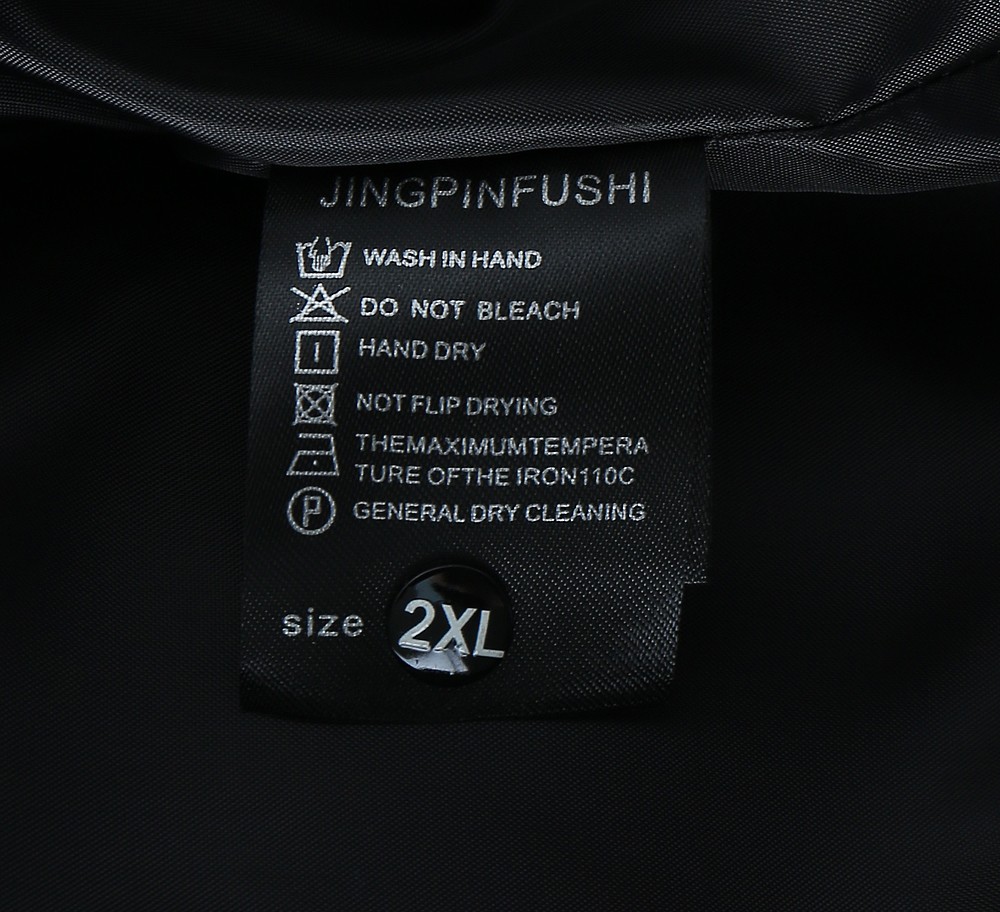 JINGPINFUSHI
WASH IN HAND
DO NOT BLEACH
HAND DRY
NOT FLIP DRYING
THEMAXIMUMTEMPERA
TURE OFTHE IRON110C
P GENERAL DRY CLEANING
size 2XL